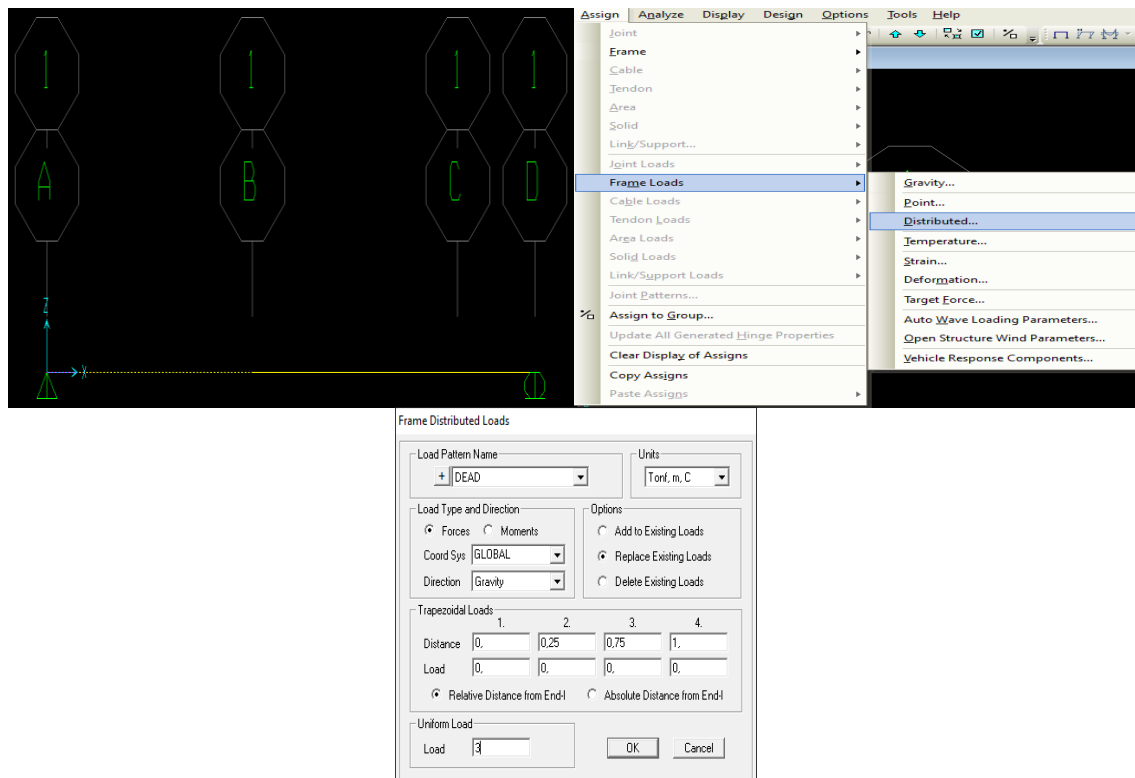 1 1 1 1
A B C D
Z
X
Assign Analyze Display Design Options Tools Help
Joint
Frame
Cable
Tendon
Area
Solid
Link/Support...
Joint Loads
Frame Loads
Cable Loads
Tendon Loads
Area Loads
Solid Loads
Link/Support Loads
Joint Patterns...
Assign to Group...
Update All Generated Hinge Properties
Clear Display of Assigns
Copy Assigns
Paste Assigns
Gravity...
Point...
Distributed...
Temperature...
Strain...
Deformation...
Target Force...
Auto Wave Loading Parameters...
Open Structure Wind Parameters...
Vehicle Response Components...
Frame Distributed Loads
Load Pattern Name
+ DEAD
Units
Tonf, m, C
Load Type and Direction
Forces Moments
Coord Sys GLOBAL
Direction Gravity
Options
Add to Existing Loads
Replace Existing Loads
Delete Existing Loads
Trapezoidal Loads
1. 2. 3. 4.
Distance 0, 0,25 0,75 1,
Load 0, 0, 0, 0,
Relative Distance from End-I Absolute Distance from End-I
Uniform Load
Load 3
OK Cancel